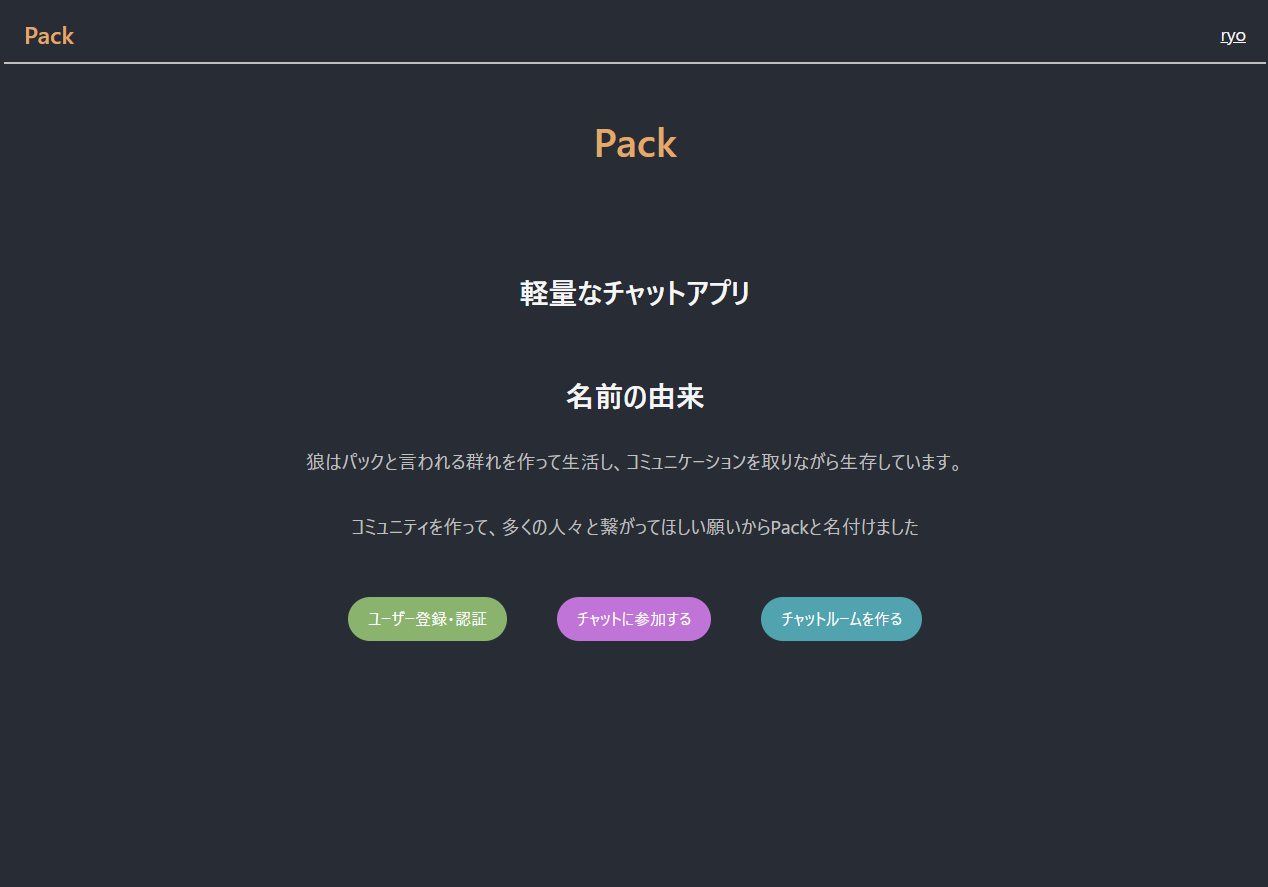 Pack
ryo
Pack
軽量なチャットアプリ
名前の由来
狼はパックと言われる群れを作って生活し、コミュニケーションを取りながら生存しています。
コミュニティを作って、多くの人々と繋がってほしい願いからPackと名付けました
ユーザー登録・認証
チャットに参加する
チャットルームを作る